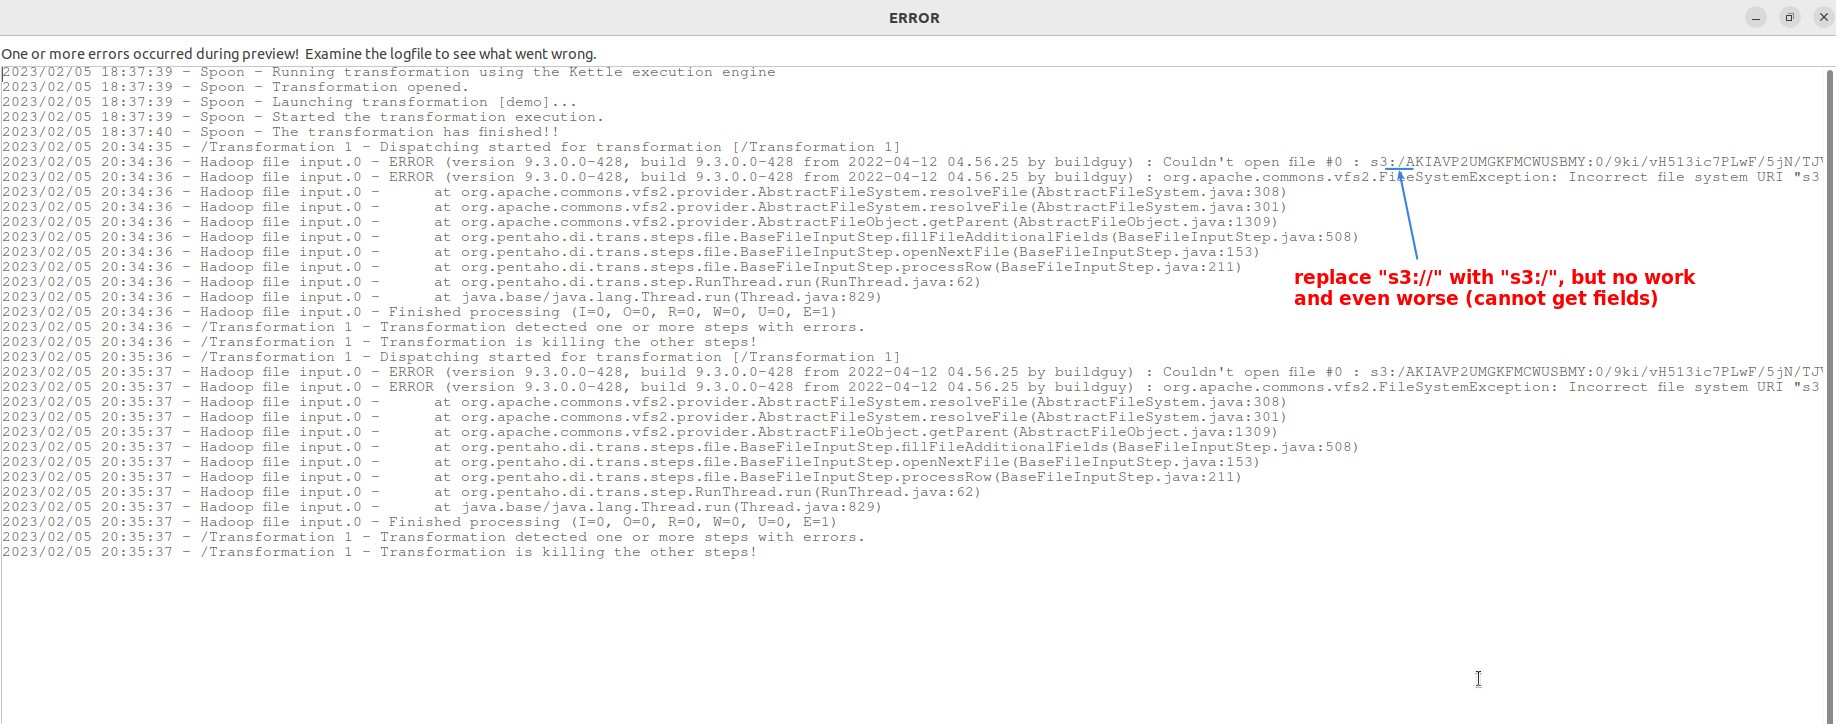 ERROR
One or more errors occurred during preview! Examine the logfile to see what went wrong.
2023/02/05 18:37:39 - Spoon - Running transformation using the Kettle execution engine
2023/02/05 18:37:39 - Spoon - Transformation opened.
2023/02/05 18:37:39 - Spoon - Launching transformation [demo]...
2023/02/05 18:37:39 - Spoon - Started the transformation execution.
2023/02/05 18:37:40 - Spoon - The transformation has finished!!
2023/02/05 20:34:35 - /Transformation 1 - Dispatching started for transformation [/Transformation 1]
2023/02/05 20:34:36 - Hadoop file input.0 - ERROR (version 9.3.0.0-428, build 9.3.0.0-428 from 2022-04-12 04.56.25 by buildguy) : Couldn't open file #0 : s3:/AKIAVP2UMGKFMCWUSBMY:0/9ki/vH513ic7PLwF/5jN/TJ
2023/02/05 20:34:36 - Hadoop file input.0 - ERROR (version 9.3.0.0-428, build 9.3.0.0-428 from 2022-04-12 04.56.25 by buildguy) : org.apache.commons.vfs2.FileSystemException: Incorrect file system URI "s3
2023/02/05 20:34:36 - Hadoop file input.0 - at org.apache.commons.vfs2.provider.AbstractFileSystem.resolveFile(AbstractFileSystem.java:308)
2023/02/05 20:34:36 - Hadoop file input.0 - at org.apache.commons.vfs2.provider.AbstractFileSystem.resolveFile(AbstractFileSystem.java:301)
2023/02/05 20:34:36 - Hadoop file input.0 - at org.apache.commons.vfs2.provider.AbstractFileObject.getParent(AbstractFileObject.java:1309)
2023/02/05 20:34:36 - Hadoop file input.0 - at org.pentaho.di.trans.steps.file.BaseFileInputStep.fillFileAdditionalFields(BaseFileInputStep.java:508)
2023/02/05 20:34:36 - Hadoop file input.0 - at org.pentaho.di.trans.steps.file.BaseFileInputStep.openNextFile(BaseFileInputStep.java:153)
2023/02/05 20:34:36 - Hadoop file input.0 - at org.pentaho.di.trans.steps.file.BaseFileInputStep.processRow(BaseFileInputStep.java:211)
2023/02/05 20:34:36 - Hadoop file input.0 - at org.pentaho.di.trans.step.RunThread.run(RunThread.java:62)
2023/02/05 20:34:36 - Hadoop file input.0 - at java.base/java.lang.Thread.run(Thread.java:829)
2023/02/05 20:34:36 - Hadoop file input.0 - Finished processing (I=0, O=0, R=0, W=0, U=0, E=1)
2023/02/05 20:34:36 - /Transformation 1 - Transformation detected one or more steps with errors.
2023/02/05 20:34:36 - /Transformation 1 - Transformation is killing the other steps!
replace "s3://" with "s3:/", but no work
and even worse (cannot get fields)
2023/02/05 20:35:36 - /Transformation 1 - Dispatching started for transformation [/Transformation 1]
2023/02/05 20:35:37 - Hadoop file input.0 - ERROR (version 9.3.0.0-428, build 9.3.0.0-428 from 2022-04-12 04.56.25 by buildguy) : Couldn't open file #0 : s3:/AKIAVP2UMGKFMCWUSBMY:0/9ki/vH513ic7PLwF/5jN/TJ
2023/02/05 20:35:37 - Hadoop file input.0 - ERROR (version 9.3.0.0-428, build 9.3.0.0-428 from 2022-04-12 04.56.25 by buildguy) : org.apache.commons.vfs2.FileSystemException: Incorrect file system URI "s3
2023/02/05 20:35:37 - Hadoop file input.0 - at org.apache.commons.vfs2.provider.AbstractFileSystem.resolveFile(AbstractFileSystem.java:308)
2023/02/05 20:35:37 - Hadoop file input.0 - at org.apache.commons.vfs2.provider.AbstractFileSystem.resolveFile(AbstractFileSystem.java:301)
2023/02/05 20:35:37 - Hadoop file input.0 - at org.apache.commons.vfs2.provider.AbstractFileObject.getParent(AbstractFileObject.java:1309)
2023/02/05 20:35:37 - Hadoop file input.0 - at org.pentaho.di.trans.steps.file.BaseFileInputStep.fillFileAdditionalFields(BaseFileInputStep.java:508)
2023/02/05 20:35:37 - Hadoop file input.0 - at org.pentaho.di.trans.steps.file.BaseFileInputStep.openNextFile(BaseFileInputStep.java:153)
2023/02/05 20:35:37 - Hadoop file input.0 - at org.pentaho.di.trans.steps.file.BaseFileInputStep.processRow(BaseFileInputStep.java:211)
2023/02/05 20:35:37 - Hadoop file input.0 - at org.pentaho.di.trans.step.RunThread.run(RunThread.java:62)
2023/02/05 20:35:37 - Hadoop file input.0 - at java.base/java.lang.Thread.run(Thread.java:829)
2023/02/05 20:35:37 - Hadoop file input.0 - Finished processing (I=0, O=0, R=0, W=0, U=0, E=1)
2023/02/05 20:35:37 - /Transformation 1 - Transformation detected one or more steps with errors.
2023/02/05 20:35:37 - /Transformation 1 - Transformation is killing the other steps!